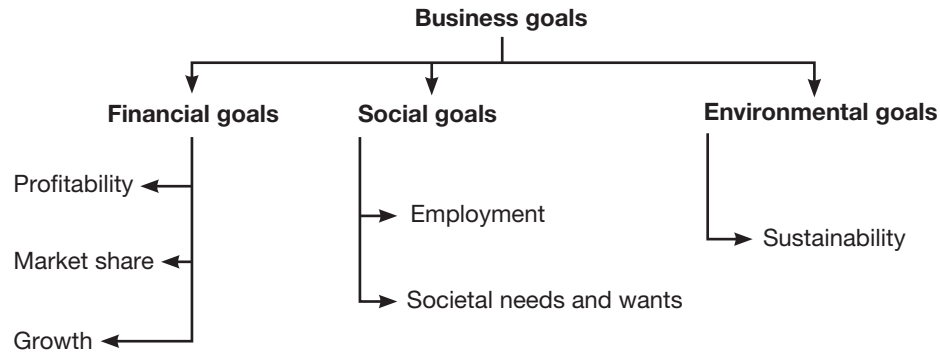 Business goals
Financial goals
Social goals
Environmental goals
Profitability
Market share
Growth
Employment
Societal needs and wants
Sustainability